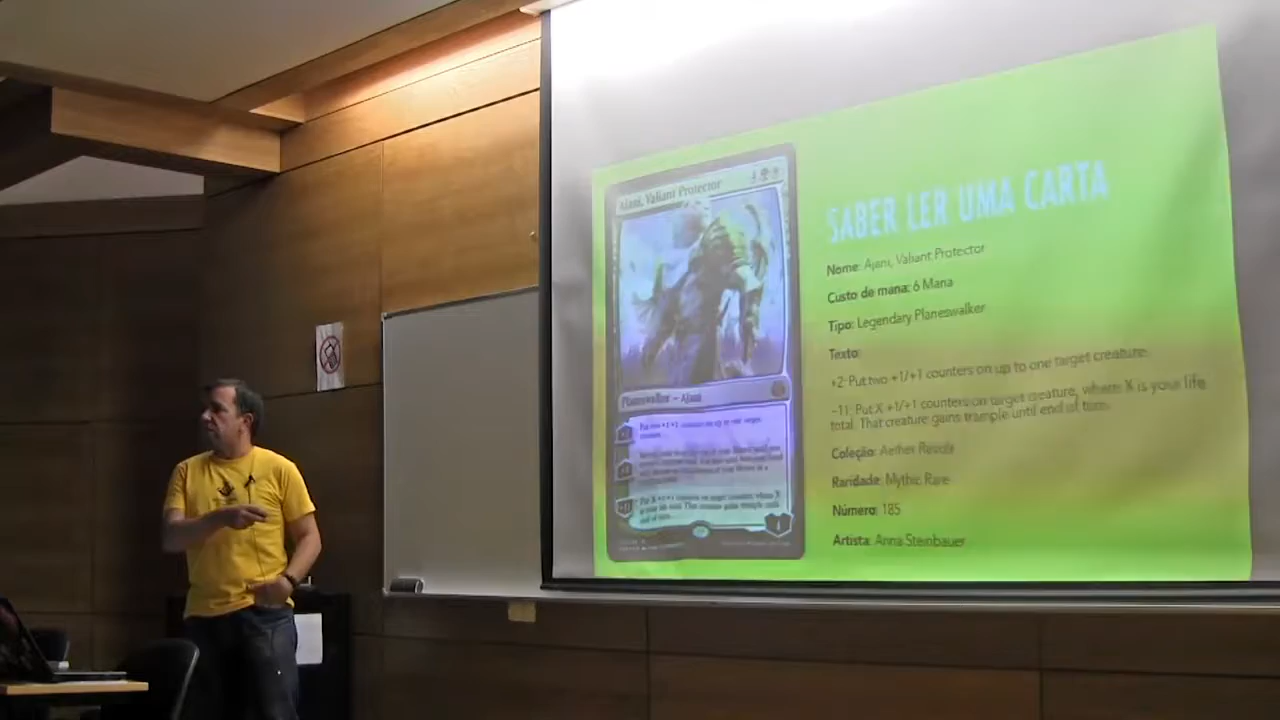 Ajani, Valiant Protector
4
Planeswalker – Ajani
SABER LER UMA CARTA
Nome: Ajani, Valiant Protector
Custo de mana: 6 Mana
Tipo: Legendary Planeswalker
Texto:
+2: Put two +1/+1 counters on up to one target creature.
−11: Put X +1/+1 counters on target creature, where X is your life
total. That creature gains trample until end of turn.
Coleção: Aether Revolt
Raridade: Mythic Rare
Número: 185
Artista: Anna Steinbauer